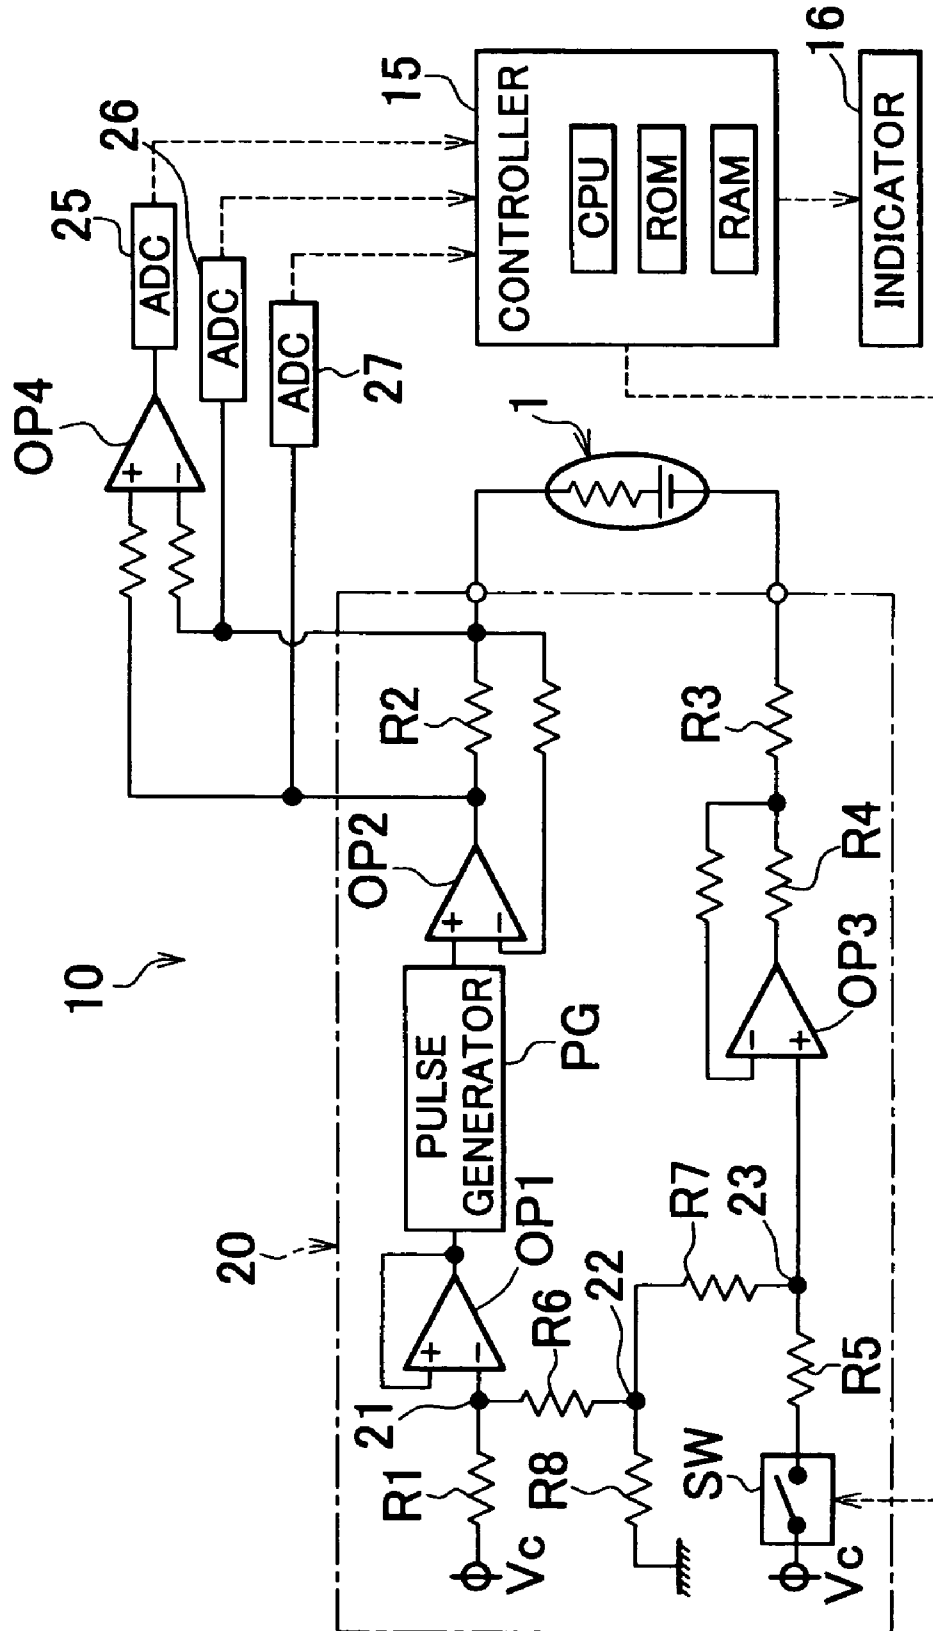 10
20
OP4
25
ADC
26
ADC
ADC
27
15
CONTROLLER
CPU
ROM
RAM
16
INDICATOR
1
R1
Vc
21
+
−
OP1
PULSE
GENERATOR
PG
OP2
+
−
R2
+
−
R6
22
R8
R7
23
SW
Vc
R5
−
+
OP3
R4
R3